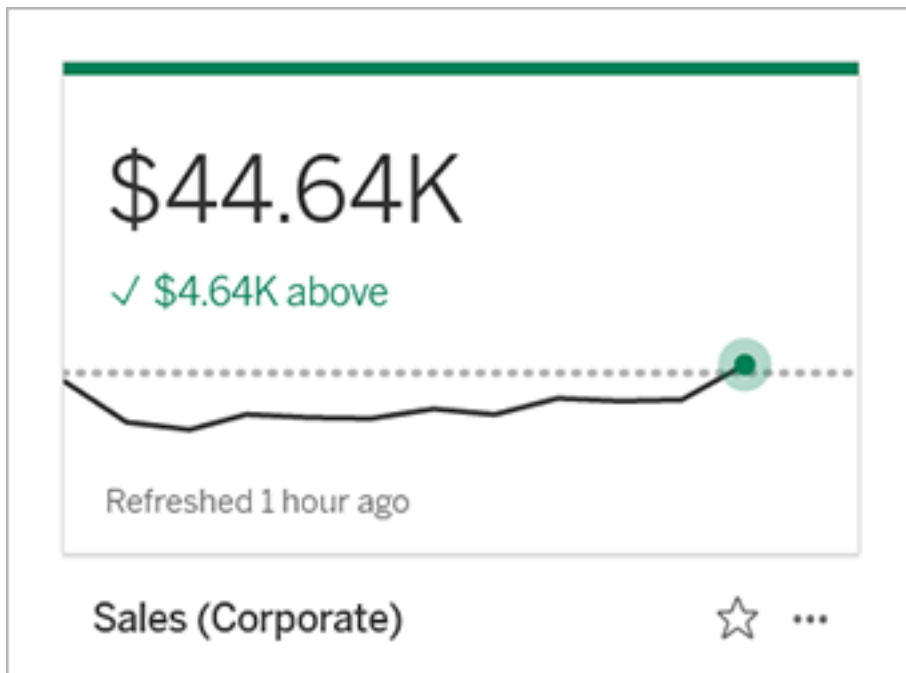 $44.64K
✓ $4.64K above
Refreshed 1 hour ago
Sales (Corporate)